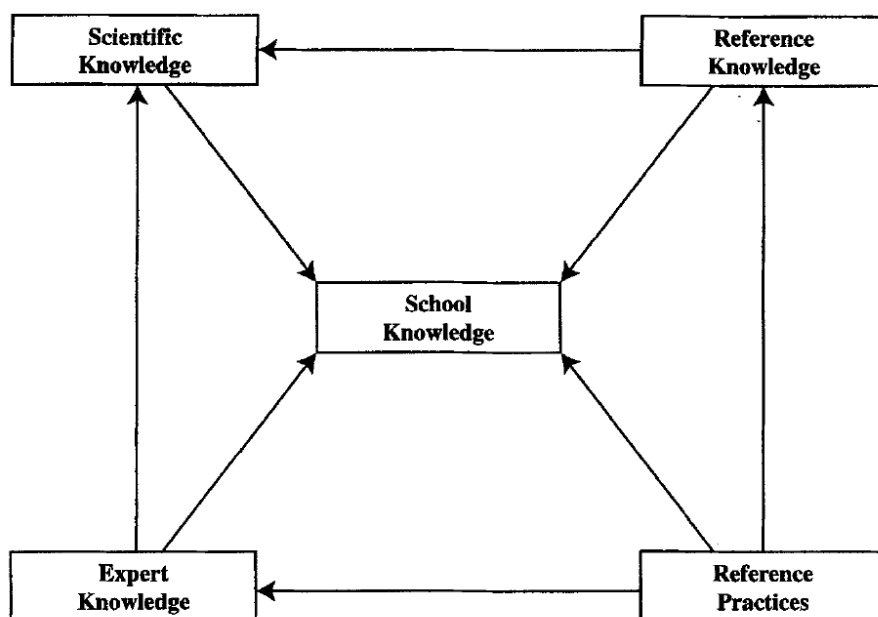 Scientific
Knowledge
Reference
Knowledge
School
Knowledge
Expert
Knowledge
Reference
Practices